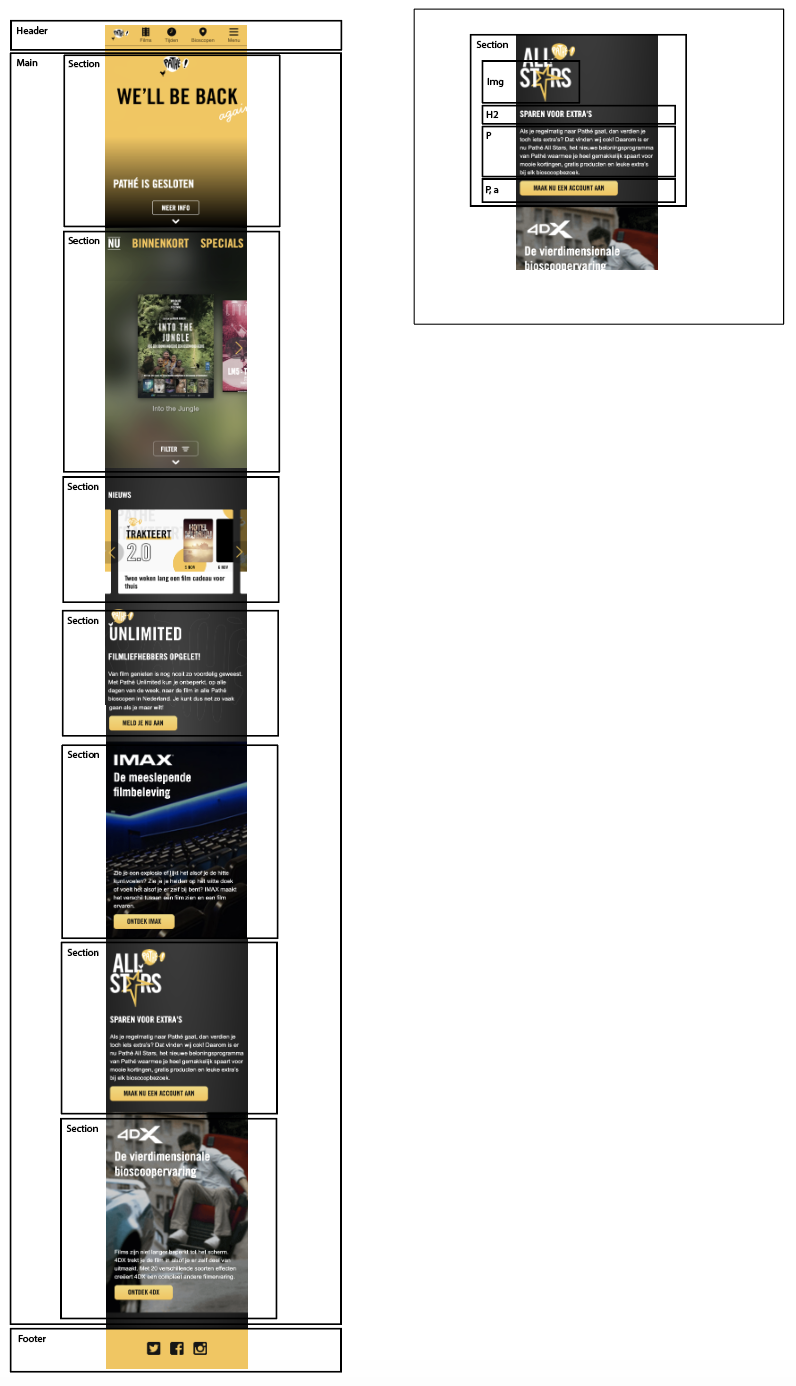 Header
PATHÉ !
Films
Tijden
Bioscopen
Menu
Main
Section
PATHÉ !
WE'LL BE BACK
again
PATHÉ IS GESLOTEN
MEER INFO
Section
NU BINNENKORT SPECIALS
INTO THE
JUNGLE
Into the Jungle
FILTER
Section
NIEUWS
PATHÉ
TRAKTEERT
2.0
5 NOV
6 NOV
Twee weken lang een film cadeau voor
thuis
Section
UNLIMITED
FILMLIEFHEBBERS OPGELET!
Van film genieten is nog nooit zo voordelig geweest.
Met Pathé Unlimited kun je onbeperkt, op alle
dagen van de week, naar de film in alle Pathé
bioscopen in Nederland. Je kunt dus net zo vaak
gaan als je maar wilt!
MELD JE NU AAN
Section
IMAX
De meeslepende
filmbeleving
Zie je een explosie of lijkt het alsof je de hitte
kunt voelen? Zie je je helden op het witte doek
of voelt het alsof je er zelf bij bent? IMAX maakt
het verschil tussen een film zien en een film
ervaren.
ONTDEK IMAX
Section
ALL
STARS
SPAREN VOOR EXTRA'S
Als je regelmatig naar Pathé gaat, dan verdien je
toch iets extra's? Dat vinden wij ook! Daarom is er
nu Pathé All Stars, het nieuwe beloningsprogramma
van Pathé waarmee je heel gemakkelijk spaart voor
mooie kortingen, gratis producten en leuke extra's
bij elk bioscoopbezoek.
MAAK NU EEN ACCOUNT AAN
Section
4DX
De vierdimensionale
bioscoopervaring
Films zijn niet langer beperkt tot het scherm.
4DX trekt je de film in alsof je er zelf deel van
uitmaakt. Met 20 verschillende soorten effecten
creëert 4DX een compleet andere filmervaring.
ONTDEK 4DX
Footer
Section
ALL
STARS
Img
H2
SPAREN VOOR EXTRA'S
P
Als je regelmatig naar Pathé gaat, dan verdien je
toch iets extra's? Dat vinden wij ook! Daarom is er
nu Pathé All Stars, het nieuwe beloningsprogramma
van Pathé waarmee je heel gemakkelijk spaart voor
mooie kortingen, gratis producten en leuke extra's
bij elk bioscoopbezoek.
P, a
MAAK NU EEN ACCOUNT AAN
4DX
De vierdimensionale
bioscoopervaring